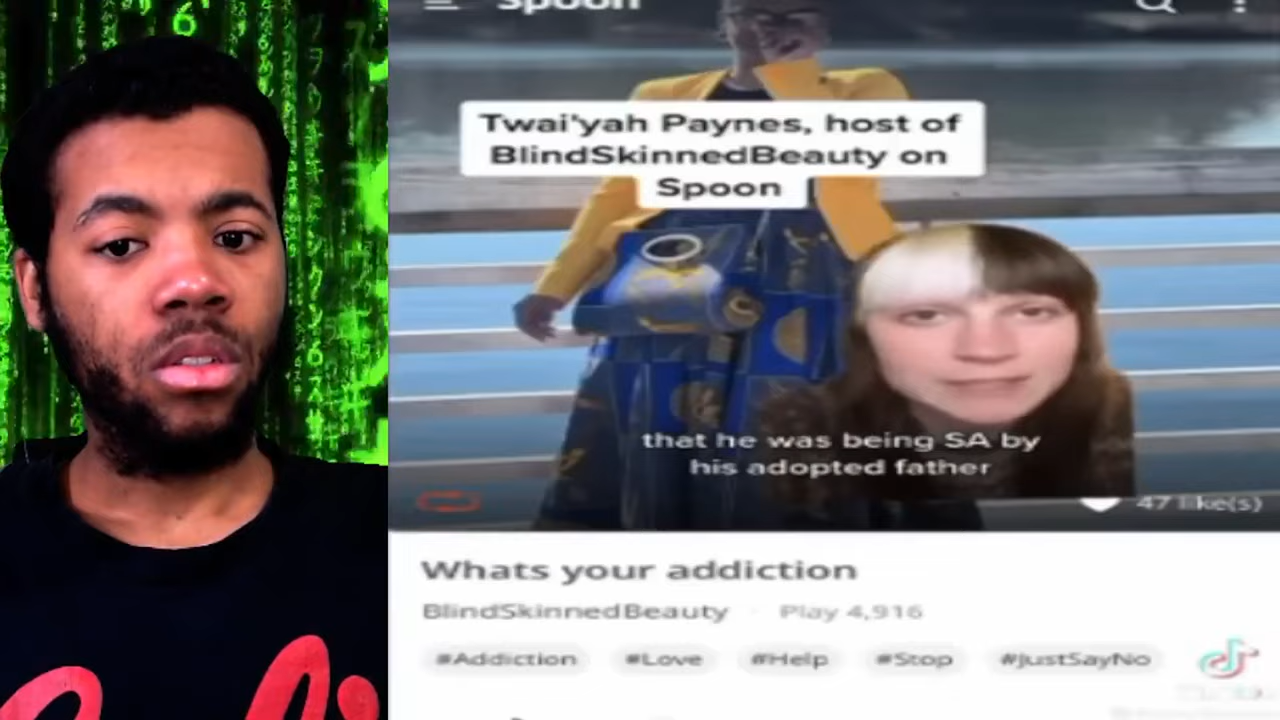 Spoon
Twai'yah Paynes, host of
BlindSkinnedBeauty on
Spoon
that he was being SA by
his adopted father
47 like(s)
Whats your addiction
BlindSkinnedBeauty · Play 4,916
#Addiction #Love #Help #Stop #JustSayNo